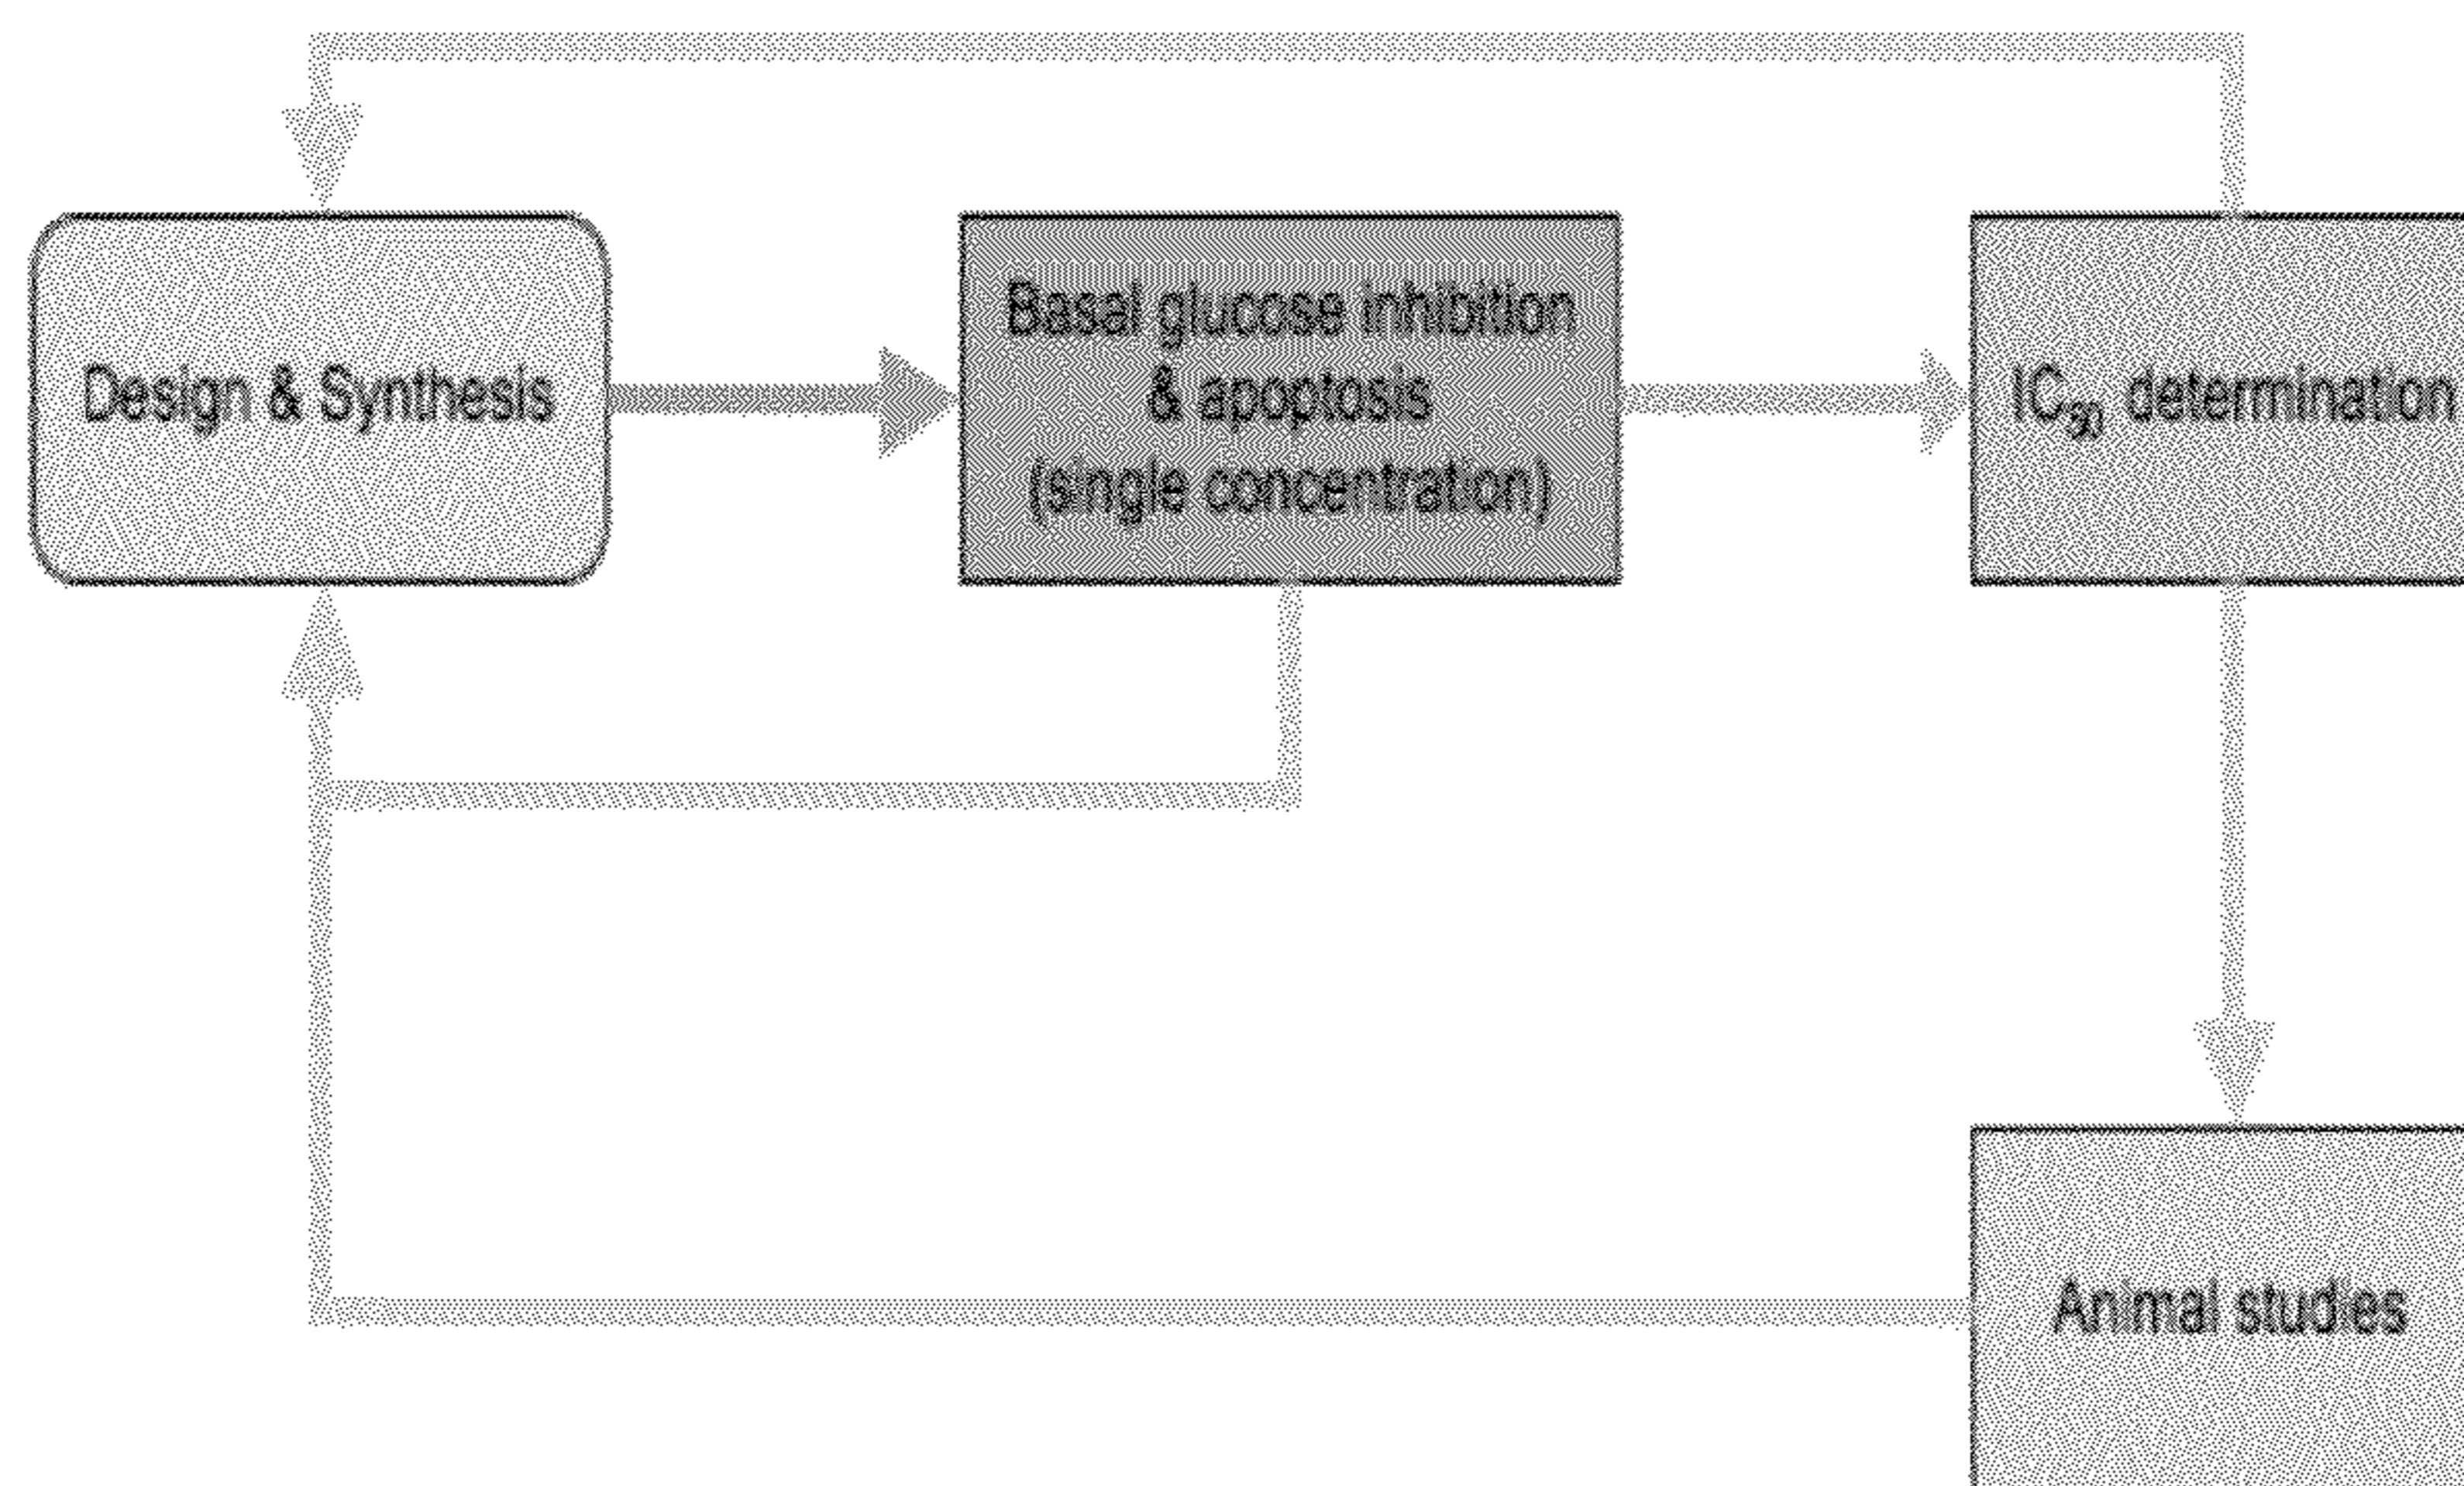 Design & Synthesis
Basal glucose inhibition
& apoptosis
(single concentration)
IC₅₀ determination
Animal studies